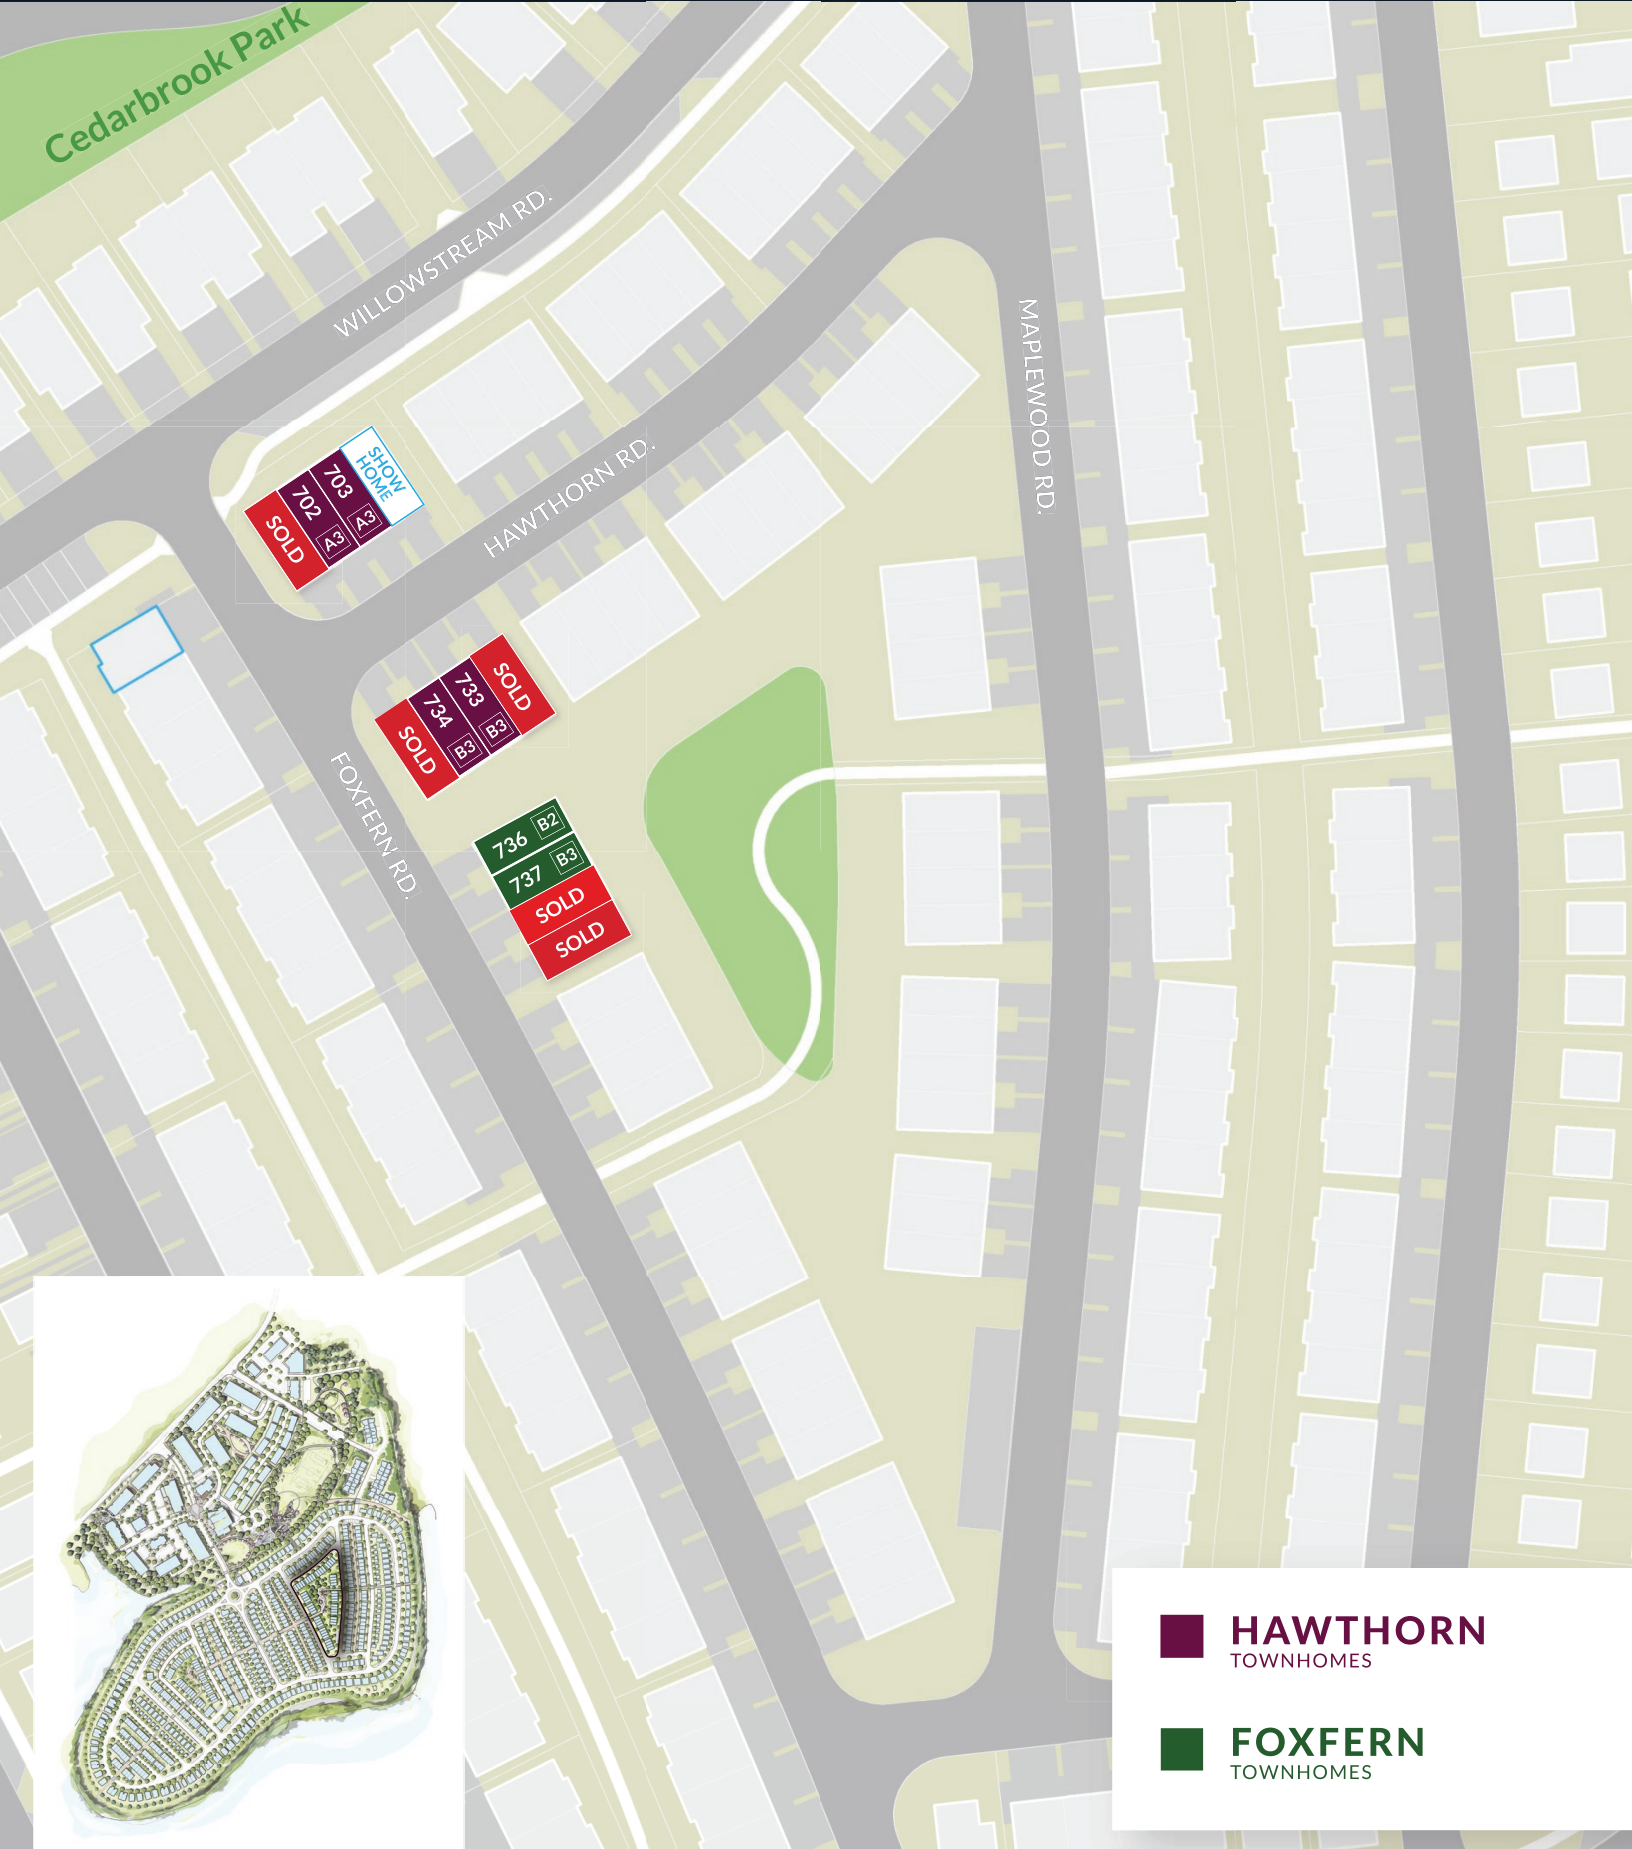 Cedarbrook Park
WILLOWSTREAM RD.
MAPLEWOOD RD.
HAWTHORN RD.
SOLD
702 A3
703 A3
SHOW
HOME
SOLD
734 B3
733 B3
SOLD
FOXFERN RD.
736 B2
737 B3
SOLD
SOLD
HAWTHORN
TOWNHOMES
FOXFERN
TOWNHOMES